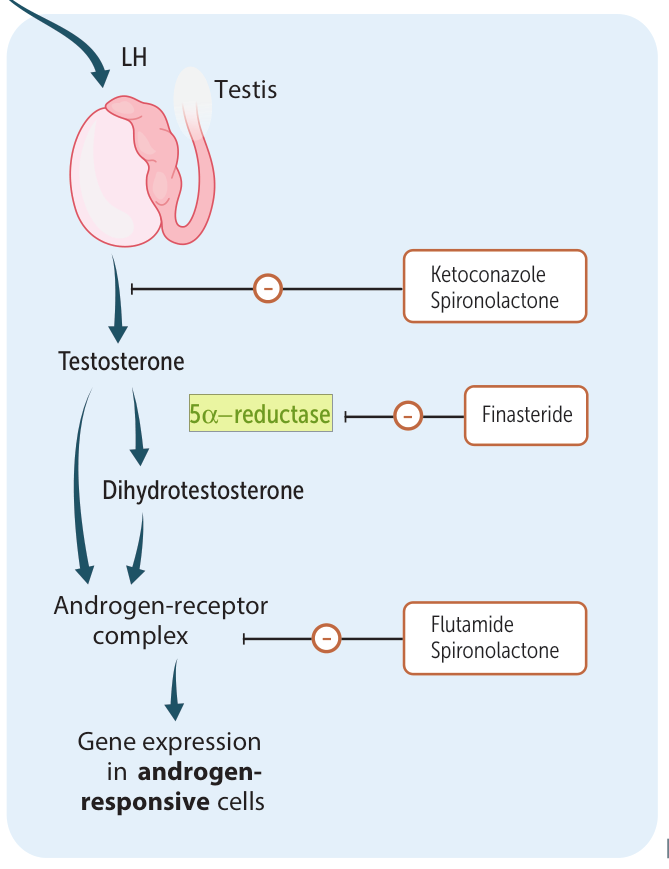 LH
Testis
Ketoconazole
Spironolactone
−
Testosterone
5α–reductase
−
Finasteride
Dihydrotestosterone
Androgen-receptor
complex
−
Flutamide
Spironolactone
Gene expression
in androgen-
responsive cells